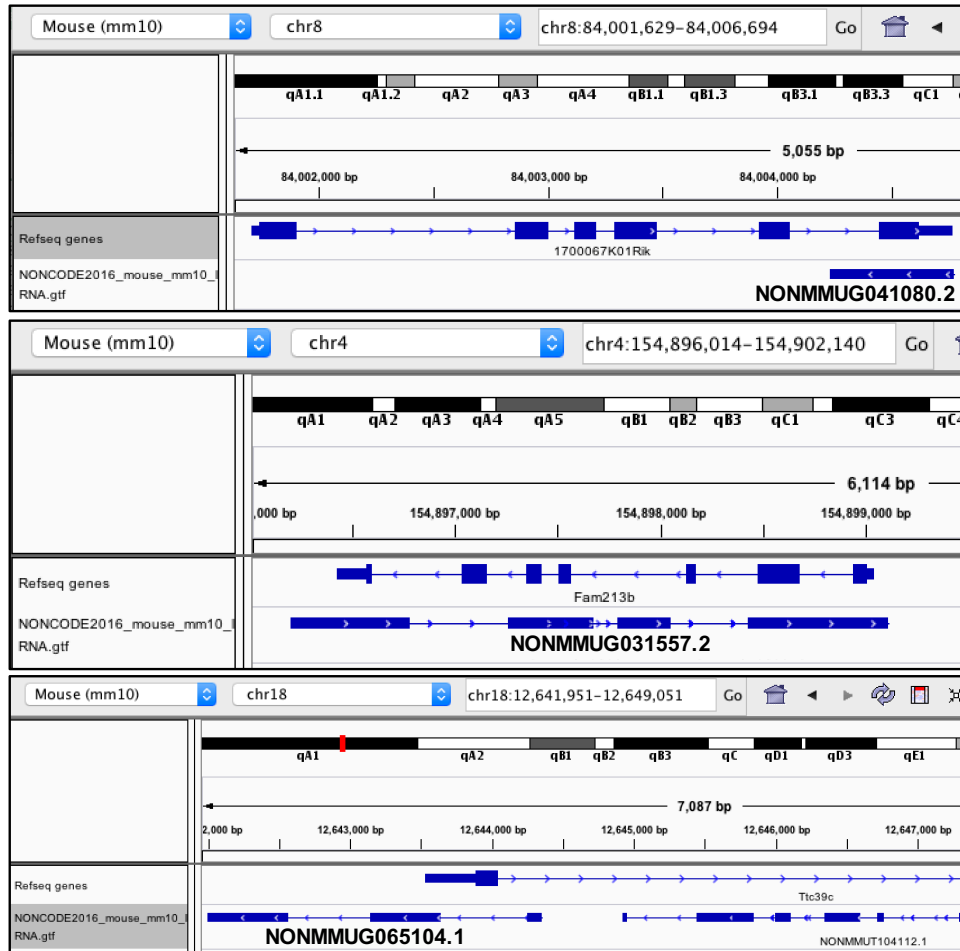 Mouse (mm10) chr8 chr8:84,001,629–84,006,694 Go
qA1.1 qA1.2 qA2 qA3 qA4 qB1.1 qB1.3 qB3.1 qB3.3 qC1
5,055 bp
84,002,000 bp 84,003,000 bp 84,004,000 bp
Refseq genes
1700067K01Rik
NONCODE2016_mouse_mm10_l
RNA.gtf
NONMMUG041080.2
Mouse (mm10) chr4 chr4:154,896,014–154,902,140 Go
qA1 qA2 qA3 qA4 qA5 qB1 qB2 qB3 qC1 qC3 qC4
6,114 bp
,000 bp 154,897,000 bp 154,898,000 bp 154,899,000 bp
Refseq genes
Fam213b
NONCODE2016_mouse_mm10_l
RNA.gtf
NONMMUG031557.2
Mouse (mm10) chr18 chr18:12,641,951–12,649,051 Go
qA1 qA2 qB1 qB2 qB3 qC qD1 qD3 qE1
7,087 bp
2,000 bp 12,643,000 bp 12,644,000 bp 12,645,000 bp 12,646,000 bp 12,647,000 bp
Refseq genes
Ttc39c
NONCODE2016_mouse_mm10_l
RNA.gtf
NONMMUG065104.1
NONMMUT104112.1